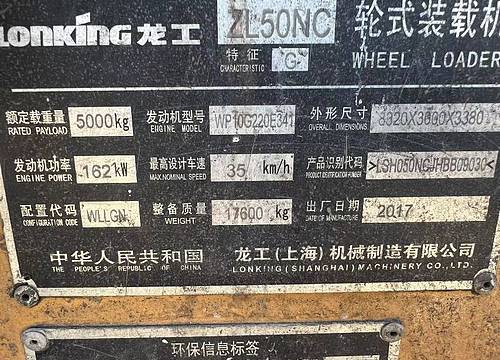 LONKING 龙工 ZL50NC 轮式装载机
特征 G
CHARACTERISTIC
WHEEL LOADER
额定载重量 5000kg 发动机型号 WP10G220E341 外形尺寸
RATED PAYLOAD ENGINE MODEL OVERALL DIMENSIONS
发动机功率 162kW 最高设计车速 35 km/h 产品识别代码
ENGINE POWER MAX.NOMINAL SPEED PRODUCT IDENTIFICATION NUMBER
配置代码 WLLGN 整备质量 17600 kg 出厂日期 2017
CONFIGURATION CODE WEIGHT DATE OF MANUFACTURE
中华人民共和国 龙工(上海)机械制造有限公司
THE PEOPLE'S REPUBLIC OF CHINA LONKING(SHANGHAI)MACHINERY CO.,LTD.
环保信息标签